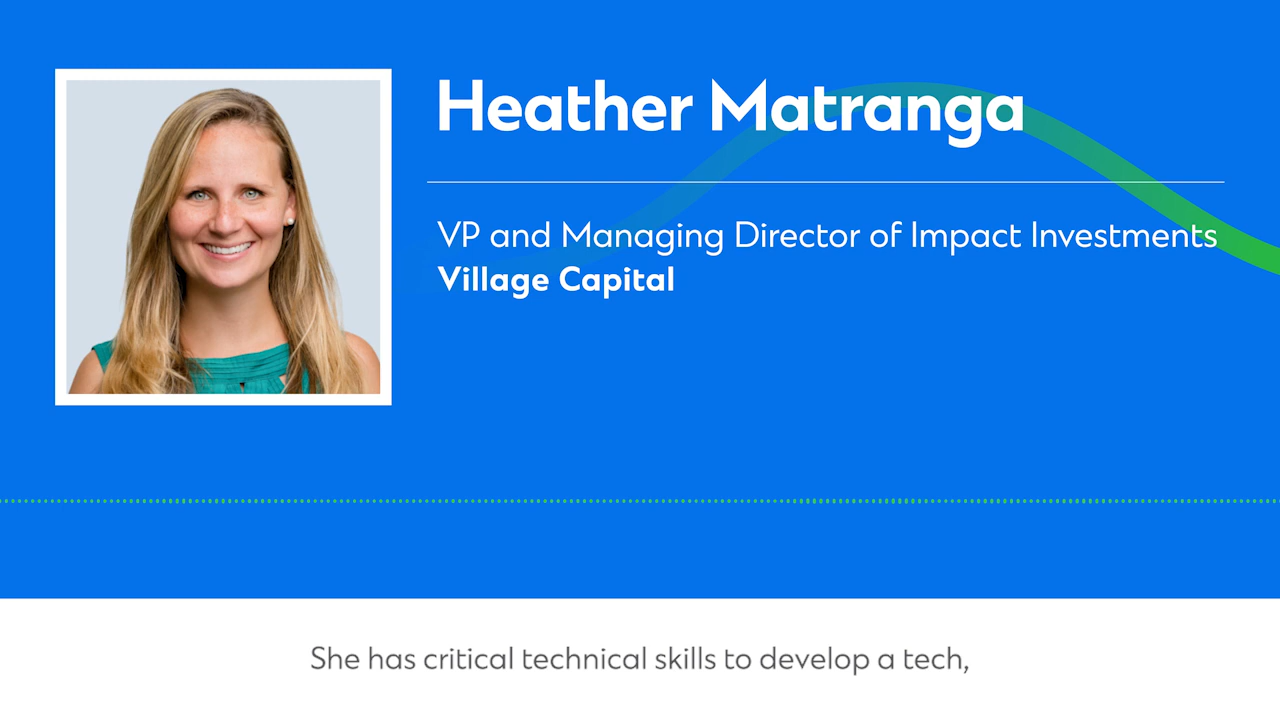 Heather Matranga
VP and Managing Director of Impact Investments
Village Capital
She has critical technical skills to develop a tech,